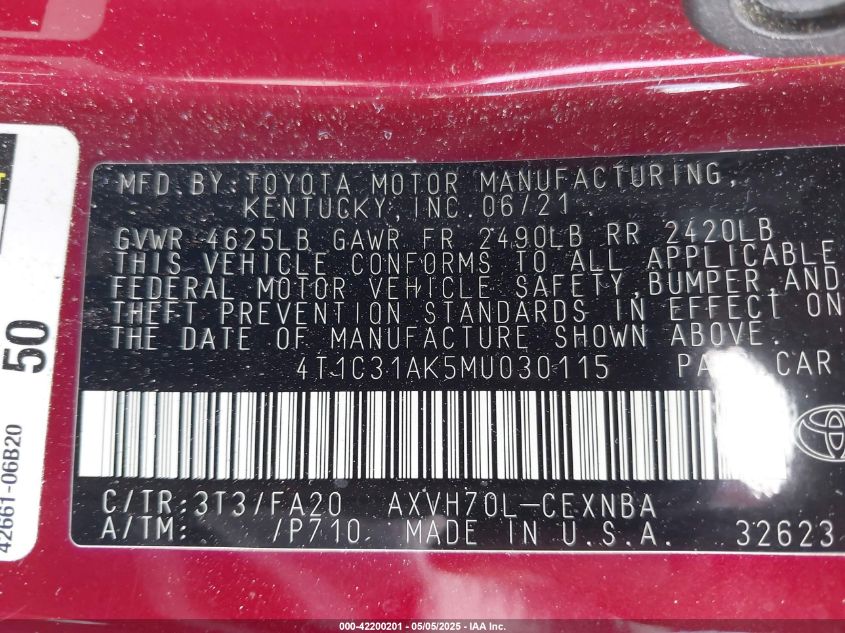 MFD. BY: TOYOTA MOTOR MANUFACTURING,
KENTUCKY, INC. 06/21
GVWR 4625LB GAWR FR 2490LB RR 2420LB
THIS VEHICLE CONFORMS TO ALL APPLICABLE
FEDERAL MOTOR VEHICLE SAFETY, BUMPER, AND
THEFT PREVENTION STANDARDS IN EFFECT ON
THE DATE OF MANUFACTURE SHOWN ABOVE.
4T1C31AK5MU030115 PAS. CAR
C/TR: 3T3/FA20 AXVH70L-CEXNBA
A/TM: /P710 MADE IN U.S.A. 32623
50
42661-06B20
000-42200201 - 05/05/2025 - IAA Inc.